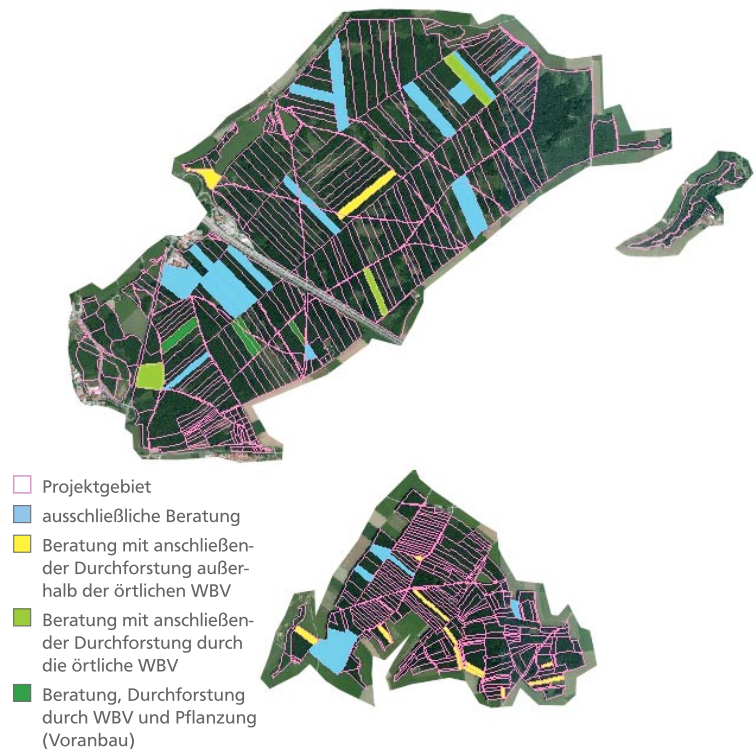 Projektgebiet
ausschließliche Beratung
Beratung mit anschließen-
der Durchforstung außer-
halb der örtlichen WBV
Beratung mit anschließen-
der Durchforstung durch
die örtliche WBV
Beratung, Durchforstung
durch WBV und Pflanzung
(Voranbau)